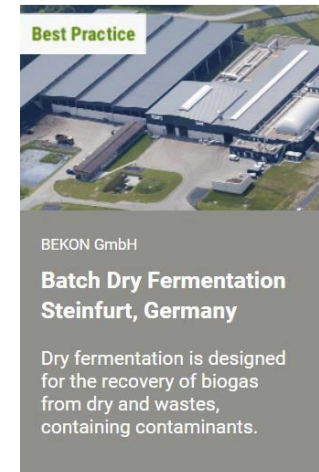 Best Practice
BEKON GmbH
Batch Dry Fermentation
Steinfurt, Germany
Dry fermentation is designed
for the recovery of biogas
from dry and wastes,
containing contaminants.